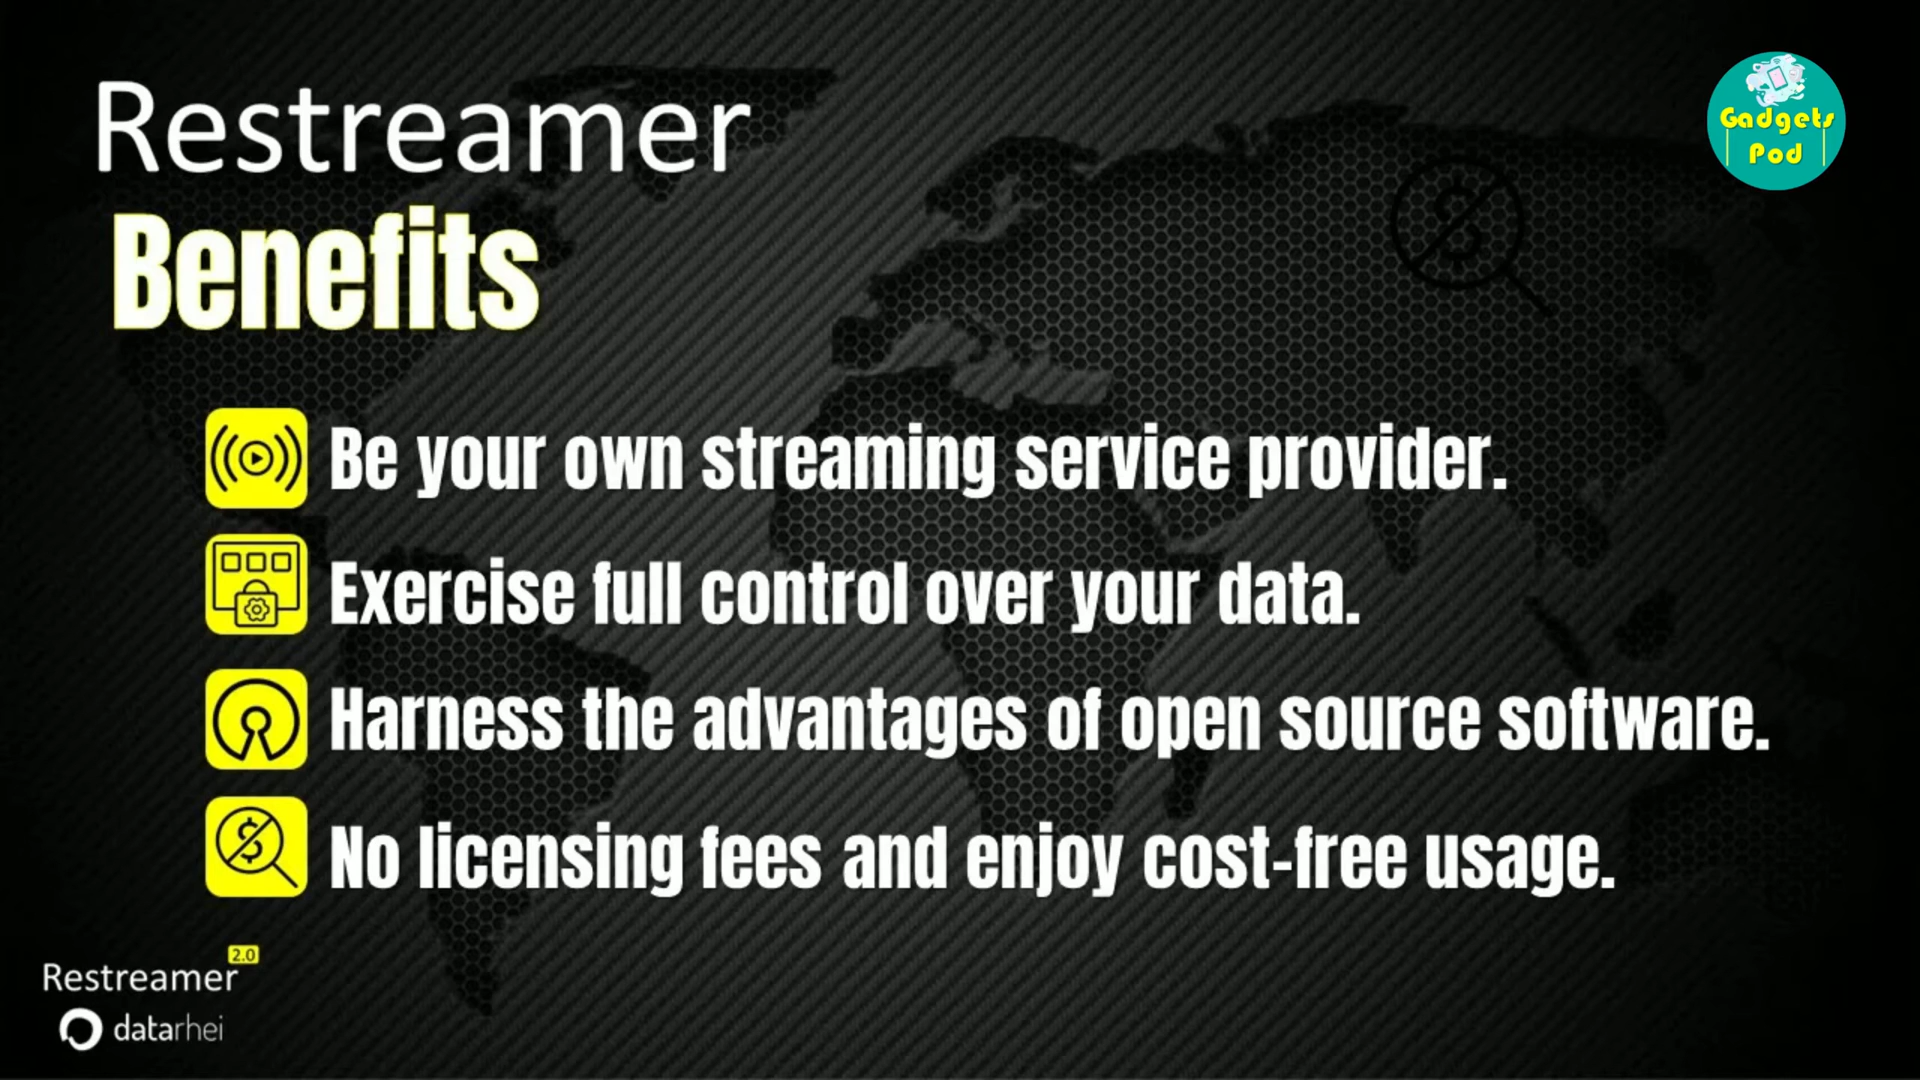 Restreamer
Benefits
Gadgets
Pod
Be your own streaming service provider.
Exercise full control over your data.
Harness the advantages of open source software.
No licensing fees and enjoy cost-free usage.
2.0
Restreamer
datarhei